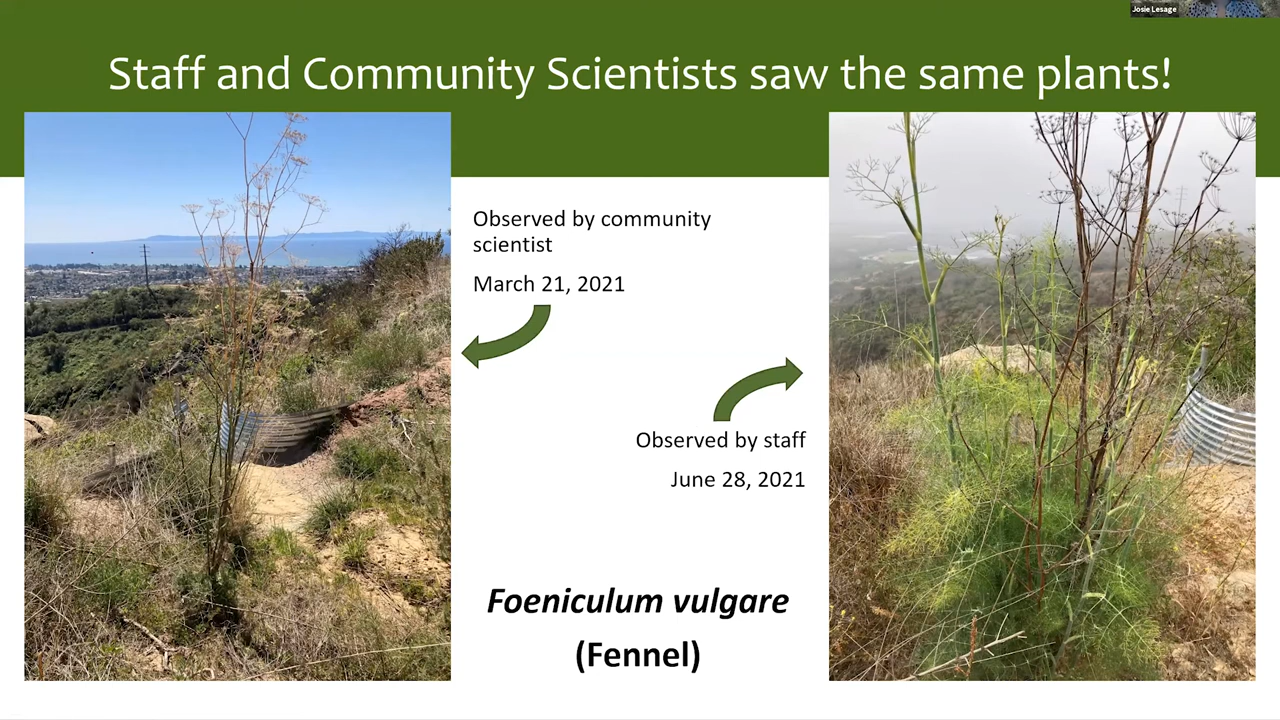 Josie Lesage
Staff and Community Scientists saw the same plants!
Observed by community
scientist
March 21, 2021
Observed by staff
June 28, 2021
Foeniculum vulgare
(Fennel)